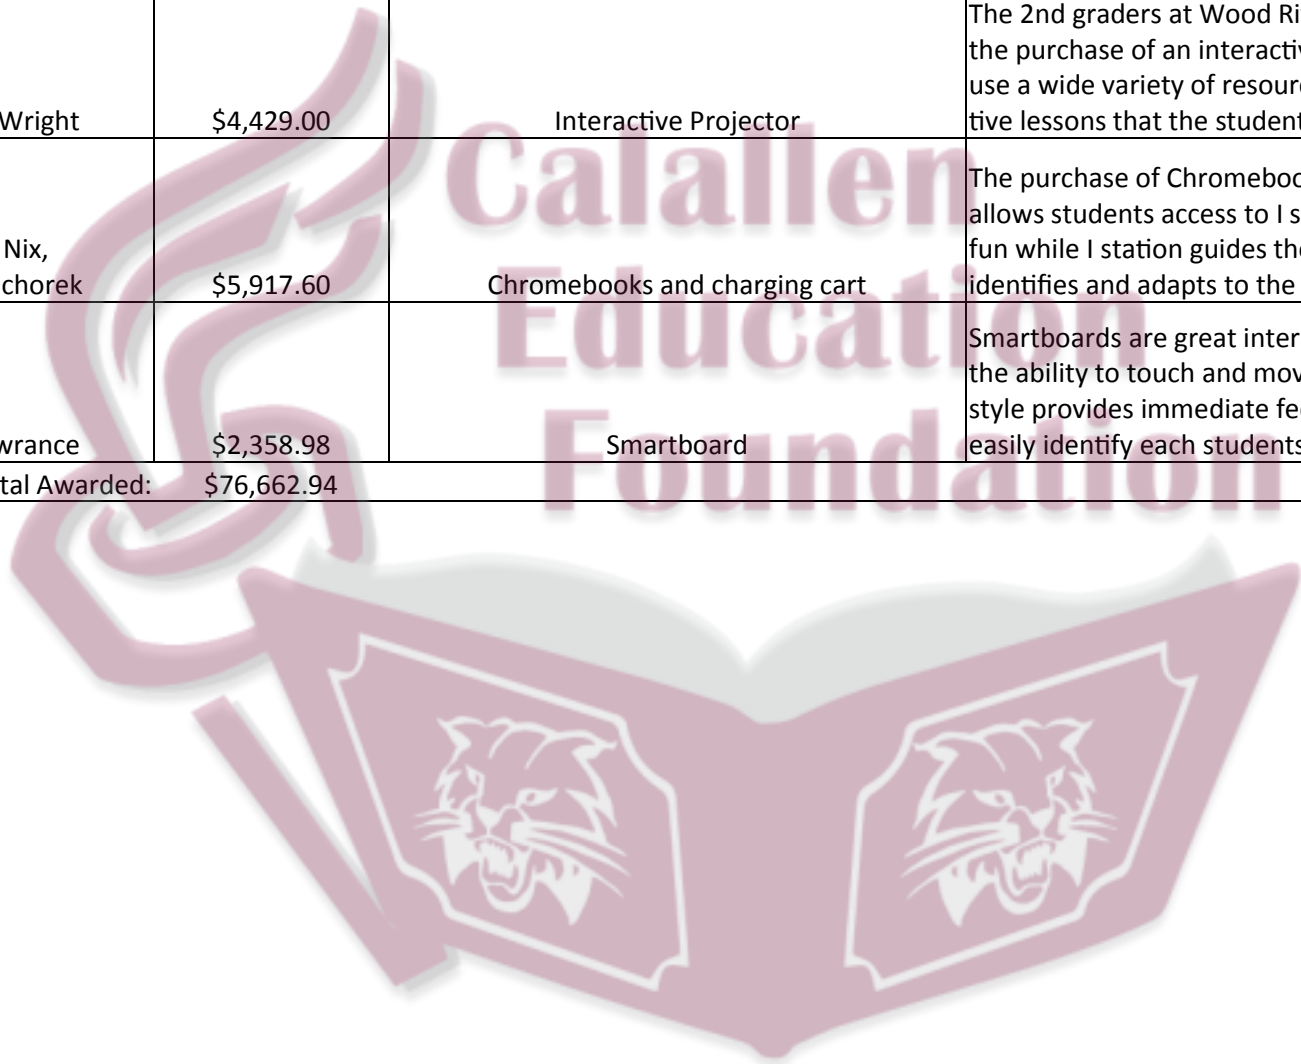 The 2nd graders at Wood Ri
the purchase of an interactiv
use a wide variety of resour
Wright $4,429.00 Interactive Projector tive lessons that the student
The purchase of Chromeboo
allows students access to I s
Nix, fun while I station guides the
chorek $5,917.60 Chromebooks and charging cart identifies and adapts to the
Smartboards are great inter
the ability to touch and mov
style provides immediate fe
wrance $2,358.98 Smartboard easily identify each students
tal Awarded: $76,662.94
Calallen
Education
Foundation